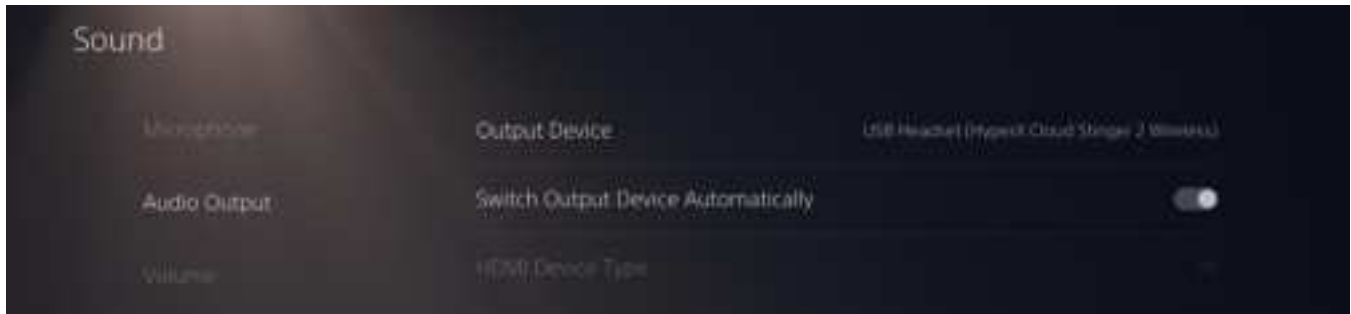 Sound
Microphone
Output Device
USB Headset (HyperX Cloud Stinger 2 Wireless)
Audio Output
Switch Output Device Automatically
Volume
HDMI Device Type